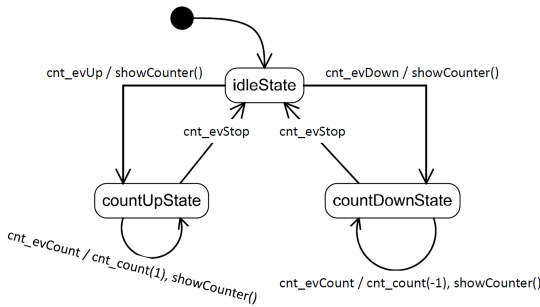 cnt_evUp / showCounter()
cnt_evDown / showCounter()
idleState
cnt_evStop
cnt_evStop
countUpState
countDownState
cnt_evCount / cnt_count(1), showCounter()
cnt_evCount / cnt_count(-1), showCounter()